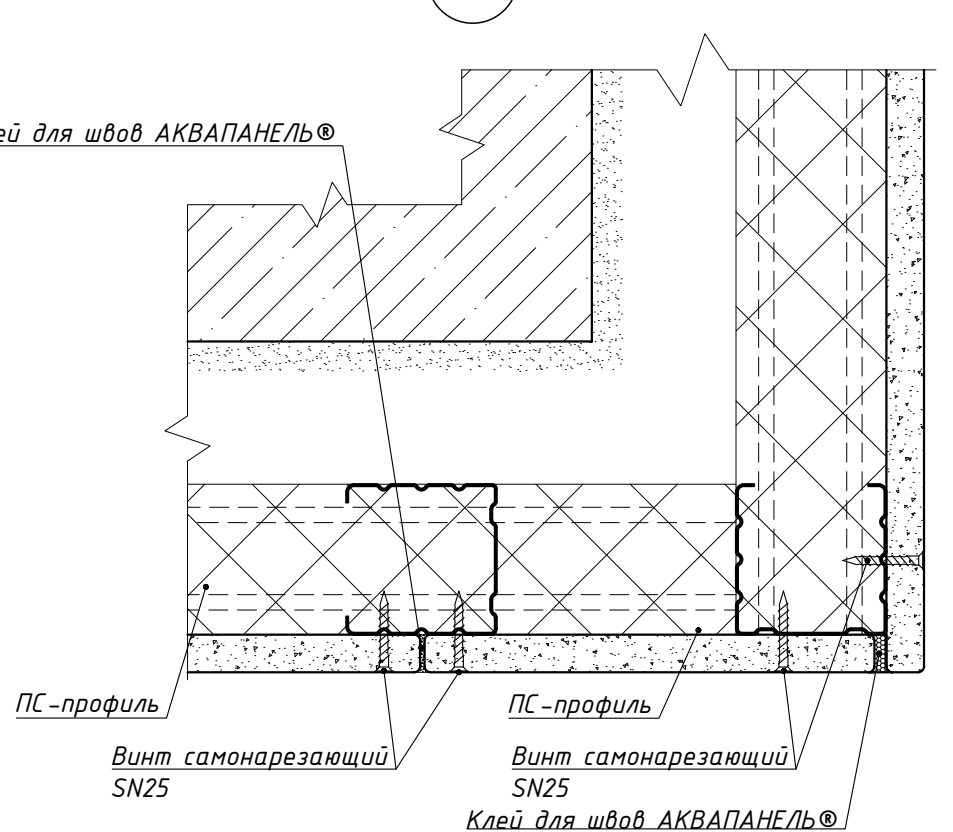 ей для швов АКВАПАНЕЛЬ®
ПС-профиль
ПС-профиль
Винт самонарезающий
SN25
Винт самонарезающий
SN25
Клей для швов АКВАПАНЕЛЬ®